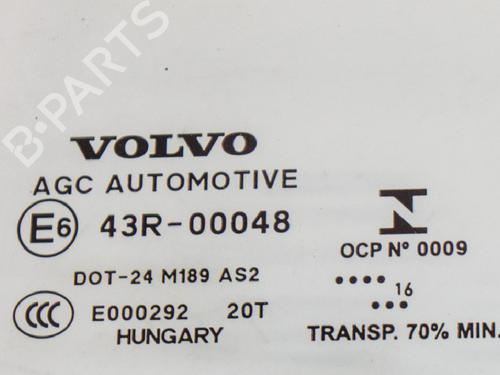 B·PARTS
VOLVO
AGC AUTOMOTIVE
E6 43R-00048
OCP Nº 0009
DOT-24 M189 AS2
.... 16
...
CCC E000292 20T
HUNGARY
TRANSP. 70% MIN.